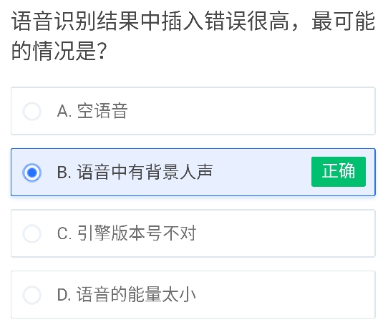 语音识别结果中插入错误很高，最可能
的情况是？
A. 空语音
B. 语音中有背景人声 正确
C. 引擎版本号不对
D. 语音的能量太小